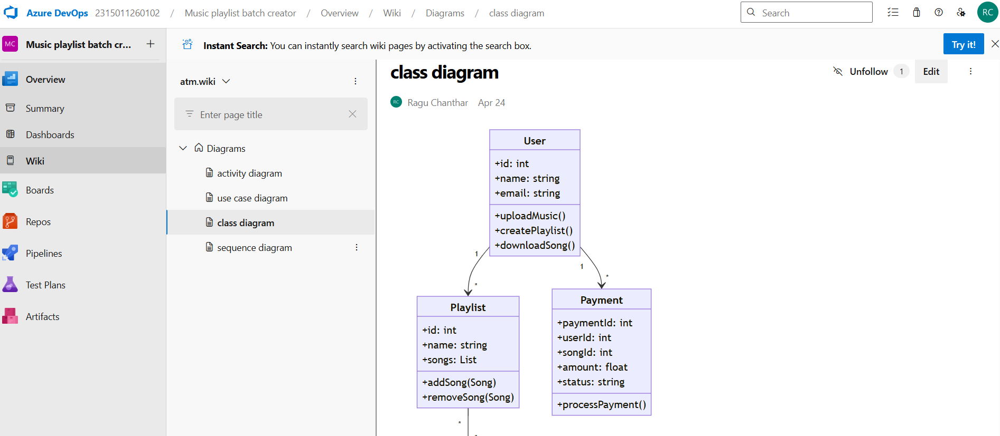 Azure DevOps 2315011260102 / Music playlist batch creator / Overview / Wiki / Diagrams / class diagram
Search
RC
MC Music playlist batch cr... +
Instant Search: You can instantly search wiki pages by activating the search box.
Try it!
Overview
Summary
Dashboards
Wiki
Boards
Repos
Pipelines
Test Plans
Artifacts
atm.wiki
Enter page title
Diagrams
activity diagram
use case diagram
class diagram
sequence diagram
class diagram
Unfollow 1 Edit
RC Ragu Chanthar Apr 24
User
+id: int
+name: string
+email: string
+uploadMusic()
+createPlaylist()
+downloadSong()
1
*
1
*
Playlist
+id: int
+name: string
+songs: List
+addSong(Song)
+removeSong(Song)
*
Payment
+paymentId: int
+userId: int
+songId: int
+amount: float
+status: string
+processPayment()